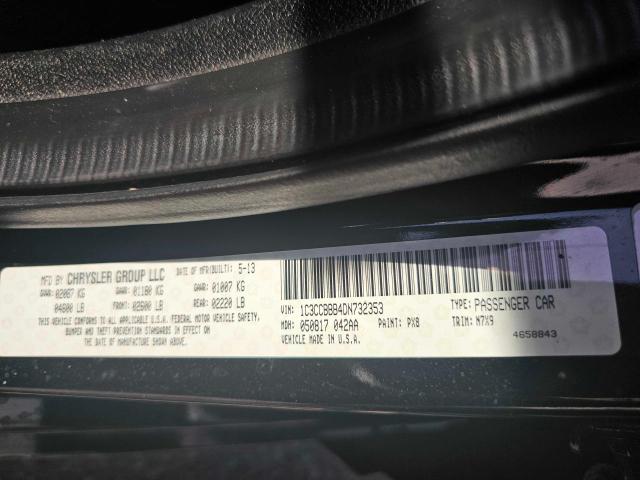 MFD BY CHRYSLER GROUP LLC DATE OF MFR(BUILT): 5-13
GVWR: 02087 KG GAWR: 01180 KG GAWR: 01007 KG
04600 LB FRONT: 02600 LB REAR: 02220 LB
THIS VEHICLE CONFORMS TO ALL U.S.A. FEDERAL MOTOR VEHICLE SAFETY,
BUMPER AND THEFT PREVENTION STANDARDS IN EFFECT ON
THE DATE OF MANUFACTURE SHOWN ABOVE.
VIN: 1C3CCBBB4DN732353 TYPE: PASSENGER CAR
MDH: 050817 042AA PAINT: PX8 TRIM: N7X9
VEHICLE MADE IN U.S.A. 4658843